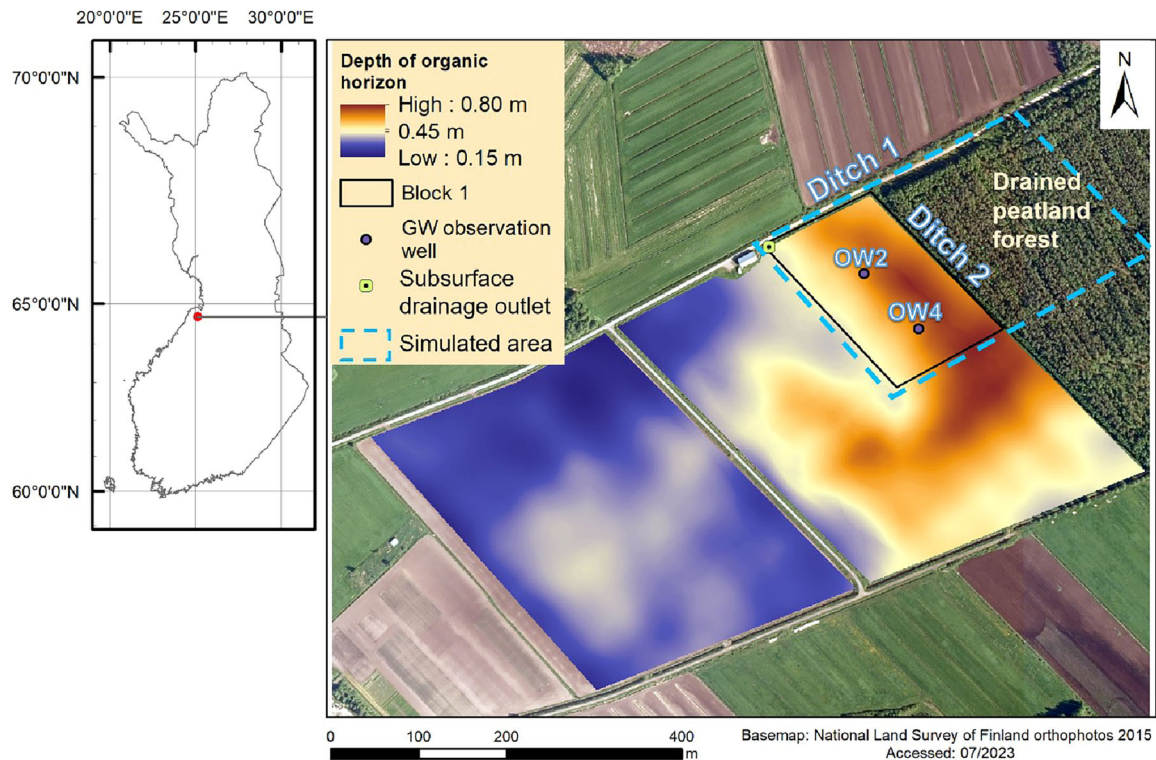 20°0'0"E 25°0'0"E 30°0'0"E
70°0'0"N
65°0'0"N
60°0'0"N
Depth of organic
horizon
High : 0.80 m
0.45 m
Low : 0.15 m
Block 1
GW observation
well
Subsurface
drainage outlet
Simulated area
N
Ditch 1
Ditch 2
Drained
peatland
forest
OW2
OW4
0 100 200 400
m
Basemap: National Land Survey of Finland orthophotos 2015
Accessed: 07/2023